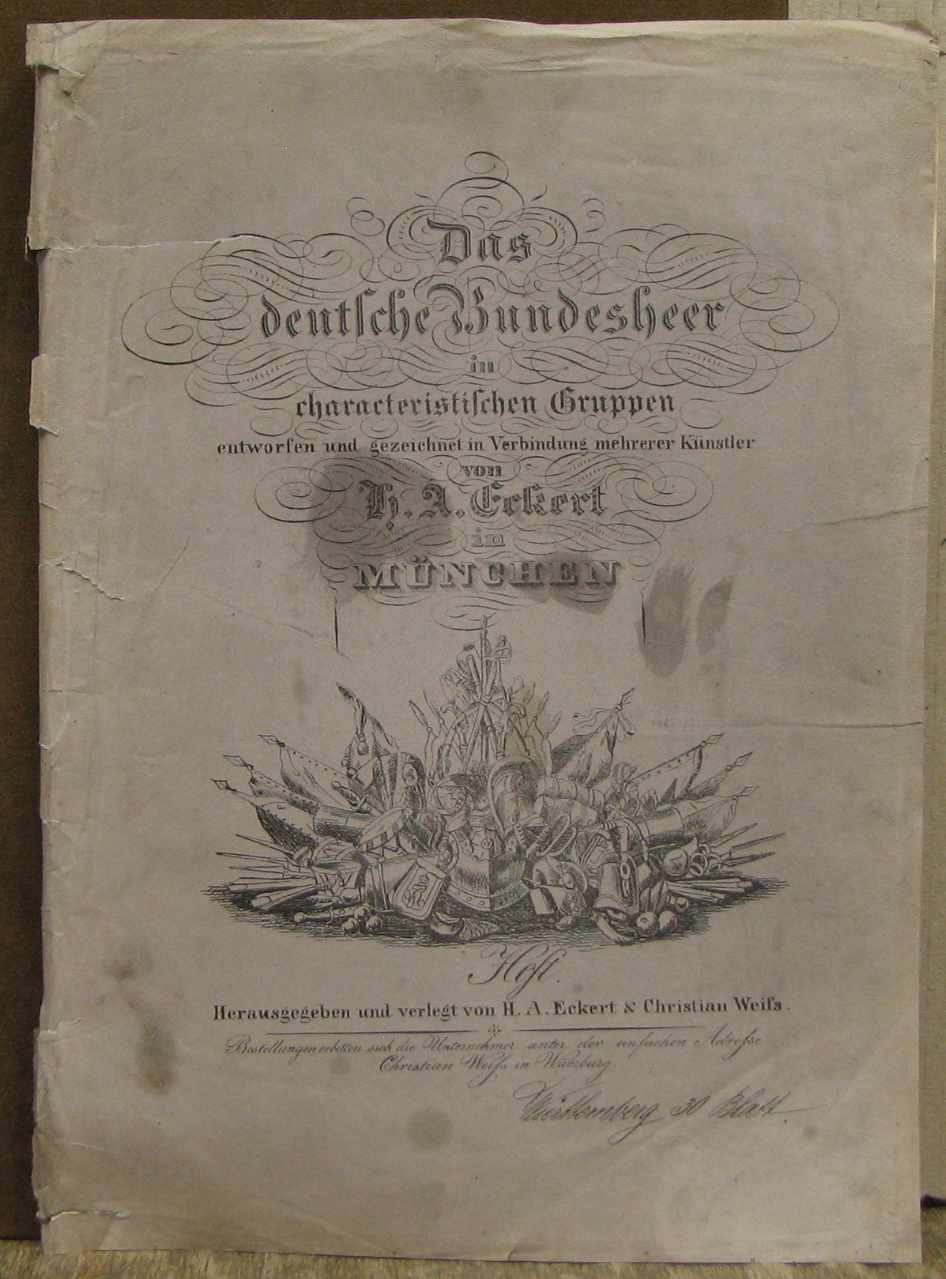 Das
deutſche Bundesheer
in
characteristiſchen Gruppen
entworfen und gezeichnet in Verbindung mehrerer Künstler
von
H. A. Eckert
in
MÜNCHEN
Heft.
Herausgegeben und verlegt von H. A. Eckert & Christian Weiſs.
Bestellungen erbitten sich die Unternehmer unter der einfachen Adresse
Christian Weiſs in Würzburg.
Württemberg 30 Blatt